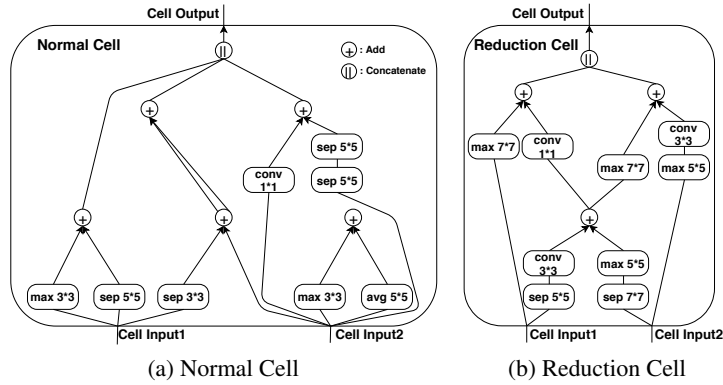 Cell Output
Normal Cell
||
+ : Add
|| : Concatenate
+
+
sep 5*5
conv
1*1
sep 5*5
+
+
+
max 3*3
sep 5*5
sep 3*3
max 3*3
avg 5*5
Cell Input1
Cell Input2
(a) Normal Cell
Cell Output
Reduction Cell
||
+
+
max 7*7
conv
1*1
conv
3*3
max 7*7
max 5*5
+
conv
3*3
max 5*5
sep 5*5
sep 7*7
Cell Input1
Cell Input2
(b) Reduction Cell